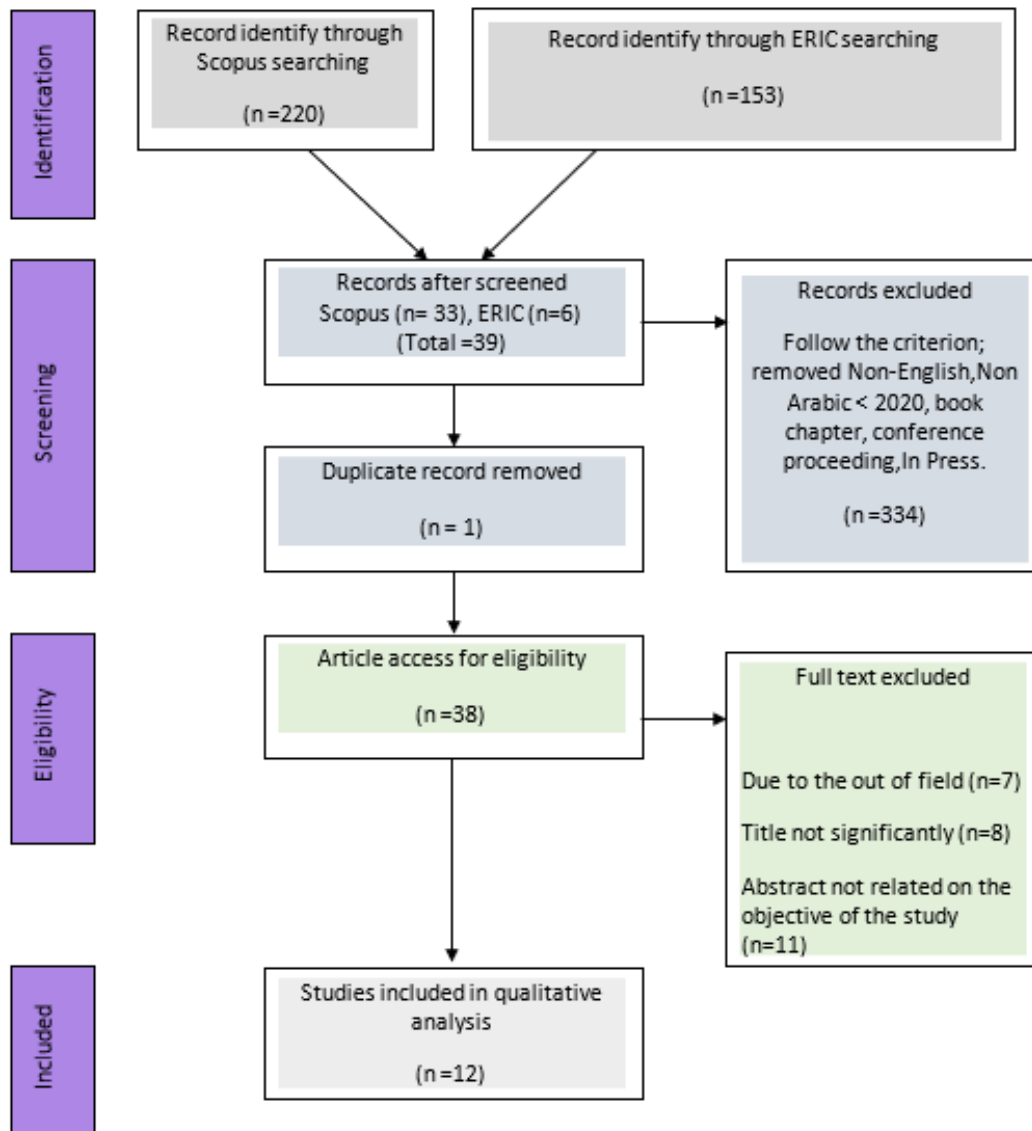 Identification
Record identify through
Scopus searching
(n =220)
Record identify through ERIC searching
(n =153)
Screening
Records after screened
Scopus (n= 33), ERIC (n=6)
(Total =39)
Records excluded
Follow the criterion;
removed Non-English,Non
Arabic < 2020, book
chapter, conference
proceeding,In Press.
(n =334)
Duplicate record removed
(n = 1)
Eligibility
Article access for eligibility
(n =38)
Full text excluded
Due to the out of field (n=7)
Title not significantly (n=8)
Abstract not related on the
objective of the study
(n=11)
Included
Studies included in qualitative
analysis
(n =12)